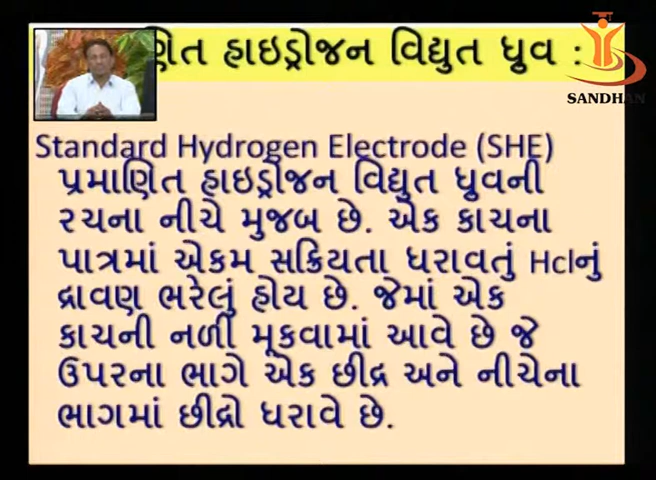 હાઇડ્રોજન વિદ્યુત ધ્રુવ :
SANDHAN
Standard Hydrogen Electrode (SHE)
પ્રમાણિત હાઇડ્રોજન વિદ્યુત ધ્રુવની
રચના નીચે મુજબ છે. એક કાચના
પાત્રમાં એકમ સક્રિયતા ધરાવતું Hclનું
દ્રાવણ ભરેલું હોય છે. જેમાં એક
કાચની નળી મૂકવામાં આવે છે જે
ઉપરના ભાગે એક છીદ્ર અને નીચેના
ભાગમાં છીદ્રો ધરાવે છે.